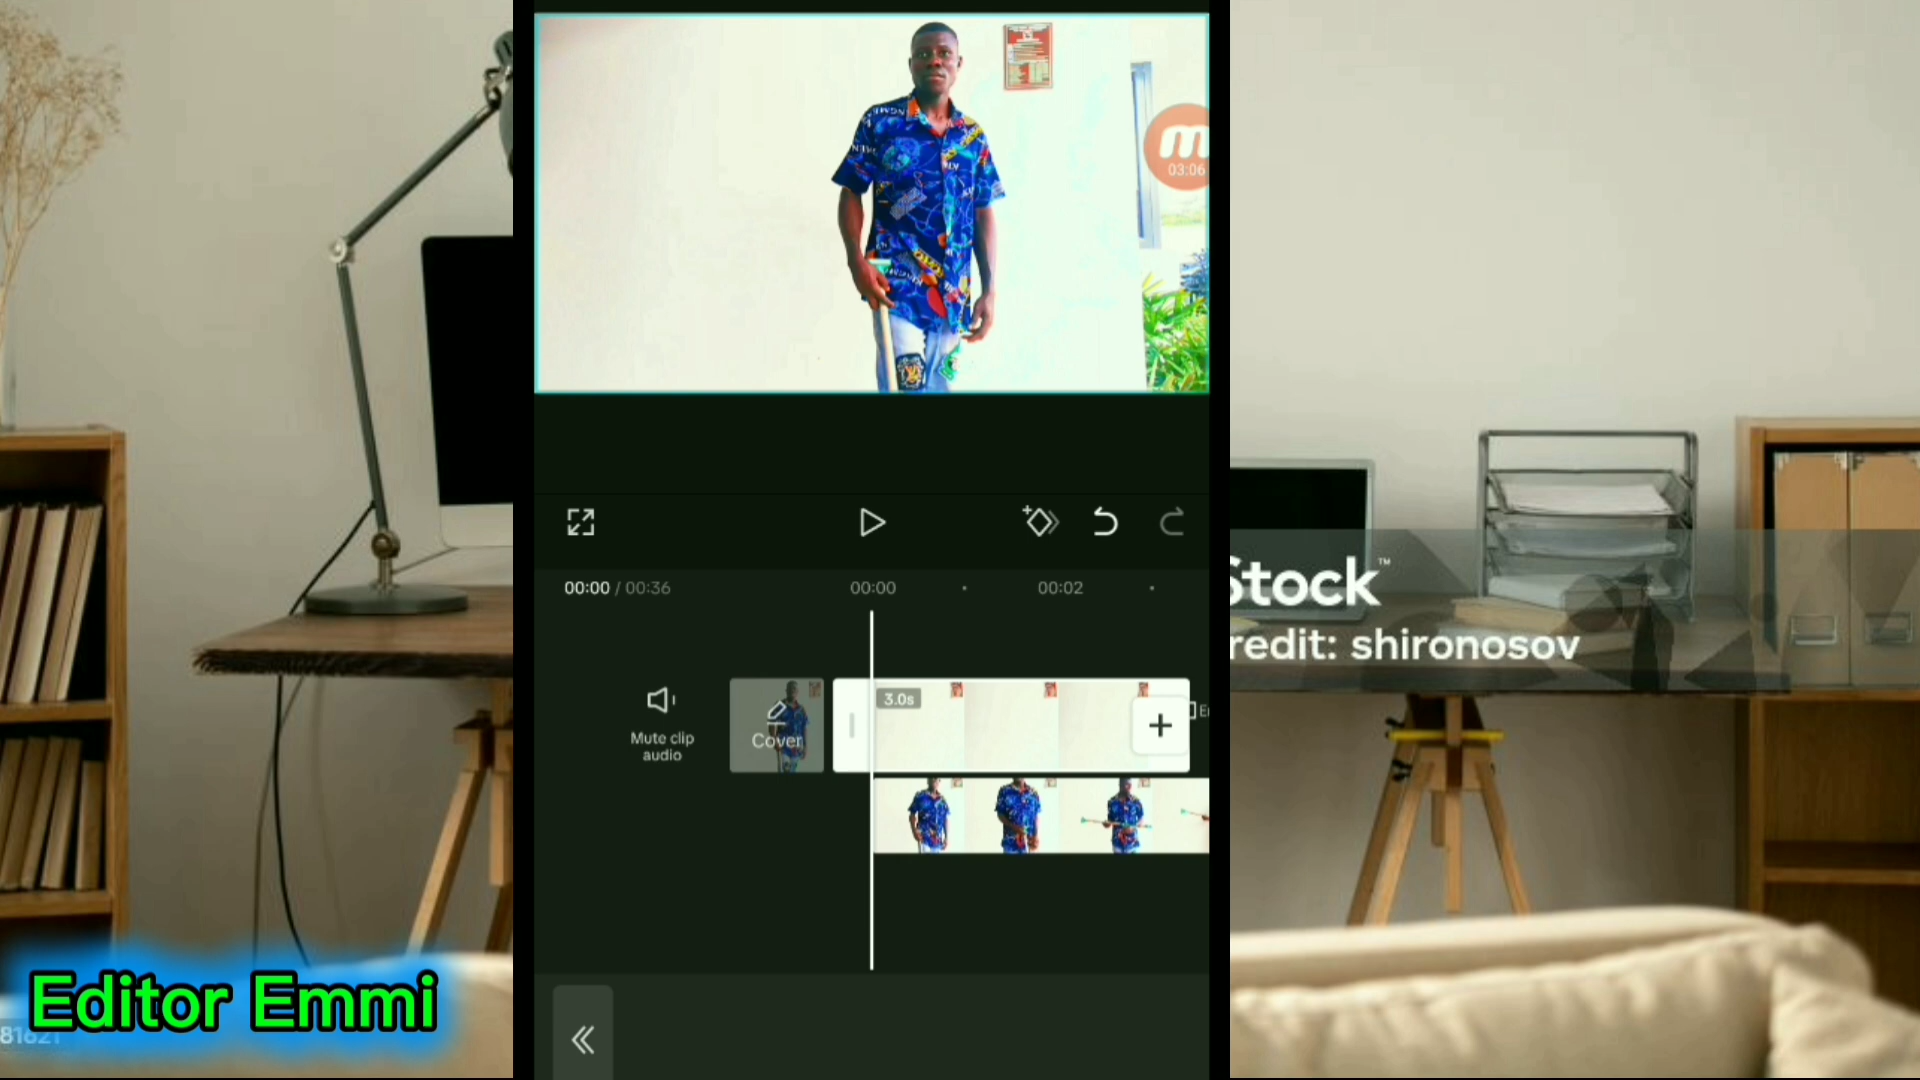 m
03:06
00:00 / 00:36
00:00
00:02
Stock™
redit: shironosov
3.0s
Mute clip
audio
Cover
Editor Emmi